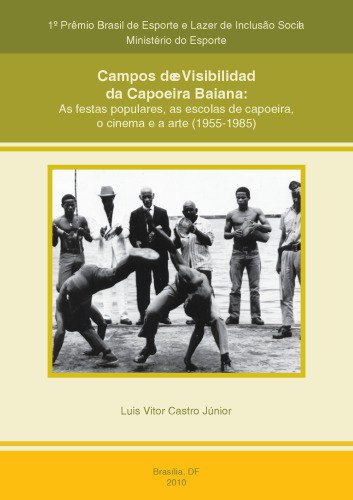 1º Prêmio Brasil de Esporte e Lazer de Inclusão Social
Ministério do Esporte
Campos de Visibilidad
da Capoeira Baiana:
As festas populares, as escolas de capoeira,
o cinema e a arte (1955-1985)
Luis Vitor Castro Júnior
Brasília, DF
2010